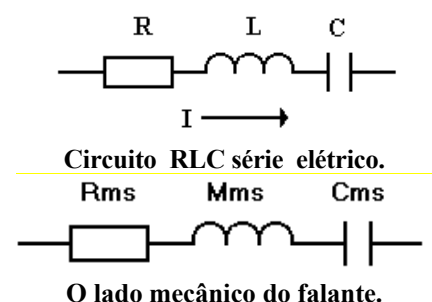 R L C
I
Circuito RLC série elétrico.
Rms Mms Cms
O lado mecânico do falante.